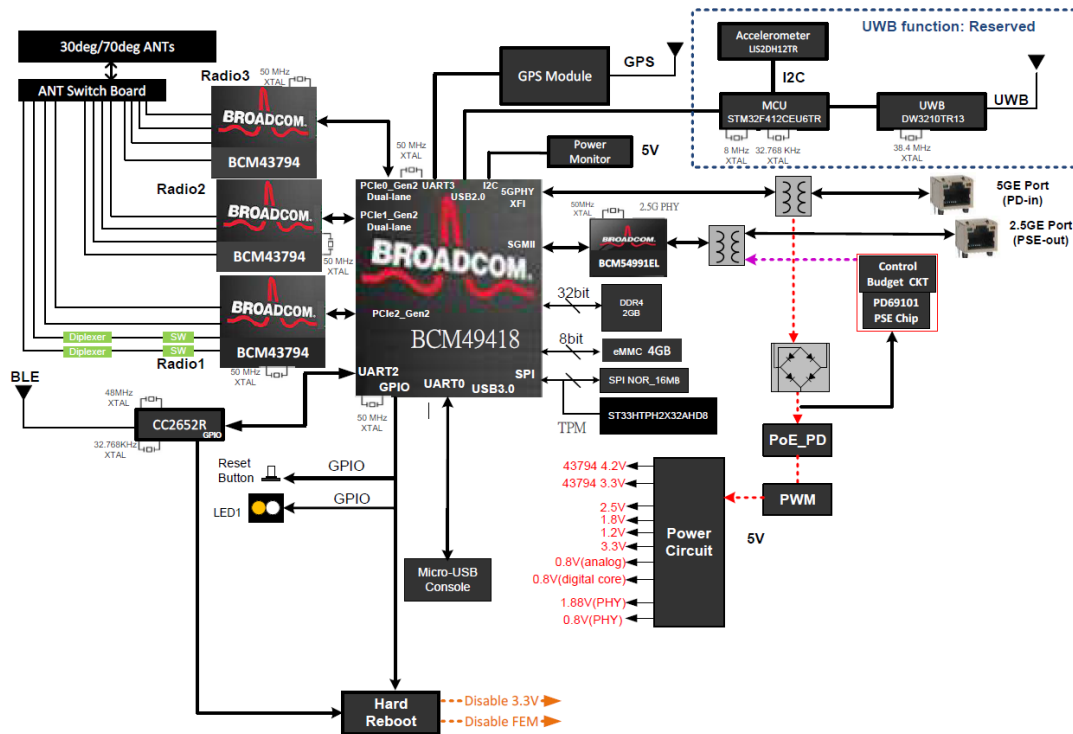 30deg/70deg ANTs
ANT Switch Board
Radio3
50 MHz
XTAL
BROADCOM.
BCM43794
Radio2
BROADCOM.
BCM43794
50 MHz
XTAL
BROADCOM.
BCM43794
Diplexer
SW
Diplexer
SW
Radio1
50 MHz
XTAL
BLE
48MHz
XTAL
CC2652R
GPIO
32.768KHz
XTAL
50 MHz
XTAL
PCIe0_Gen2
Dual-lane
UART3
USB2.0
I2C
5GPHY
XFI
PCIe1_Gen2
Dual-lane
SGMII
BROADCOM.
PCIe2_Gen2
BCM49418
UART2
GPIO
UART0
USB3.0
SPI
50 MHz
XTAL
GPS Module
GPS
Power
Monitor
5V
UWB function: Reserved
Accelerometer
LIS2DH12TR
I2C
MCU
STM32F412CEU6TR
8 MHz
XTAL
32.768 KHz
XTAL
UWB
DW3210TR13
38.4 MHz
XTAL
UWB
5GE Port
(PD-in)
2.5GE Port
(PSE-out)
50MHz
XTAL
2.5G PHY
BROADCOM.
BCM54991EL
Control
Budget CKT
PD69101
PSE Chip
32bit
DDR4
2GB
8bit
eMMC 4GB
SPI NOR_16MB
TPM
ST33HTPH2X32AHD8
PoE_PD
PWM
5V
Power
Circuit
43794 4.2V
43794 3.3V
2.5V
1.8V
1.2V
3.3V
0.8V(analog)
0.8V(digital core)
1.88V(PHY)
0.8V(PHY)
Reset
Button
GPIO
LED1
GPIO
Micro-USB
Console
Hard
Reboot
Disable 3.3V
Disable FEM